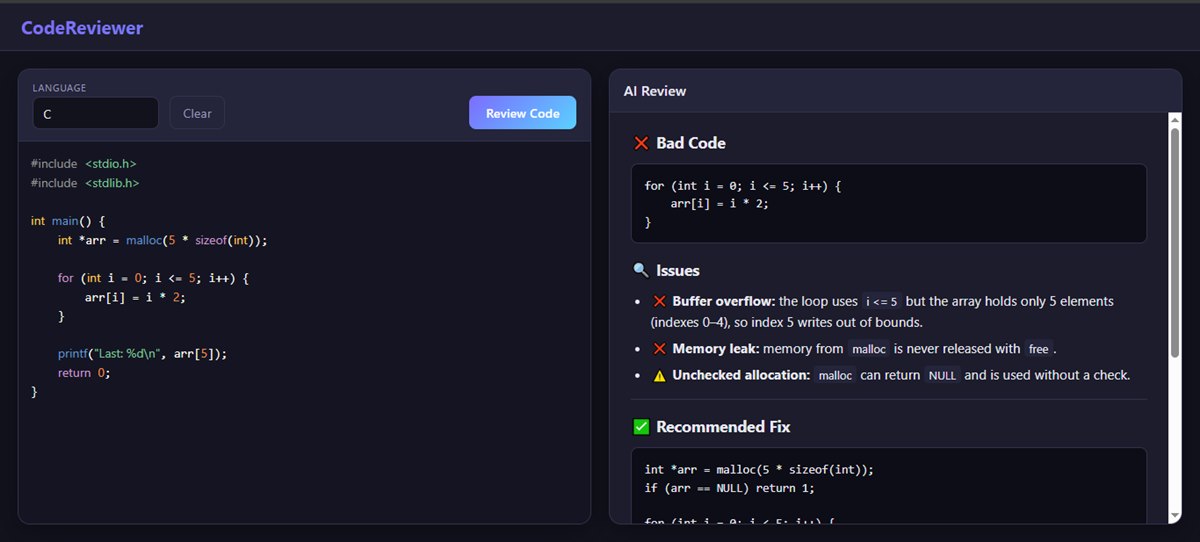 CodeReviewer
LANGUAGE
C
Clear
Review Code
#include <stdio.h>
#include <stdlib.h>
int main() {
    int *arr = malloc(5 * sizeof(int));
    for (int i = 0; i <= 5; i++) {
        arr[i] = i * 2;
    }
    printf("Last: %d\n", arr[5]);
    return 0;
}
AI Review
❌ Bad Code
for (int i = 0; i <= 5; i++) {
    arr[i] = i * 2;
}
🔍 Issues
• ❌ Buffer overflow: the loop uses i <= 5 but the array holds only 5 elements
(indexes 0–4), so index 5 writes out of bounds.
• ❌ Memory leak: memory from malloc is never released with free .
• ⚠️ Unchecked allocation: malloc can return NULL and is used without a check.
✅ Recommended Fix
int *arr = malloc(5 * sizeof(int));
if (arr == NULL) return 1;
for (int i = 0; i < 5; i++) {